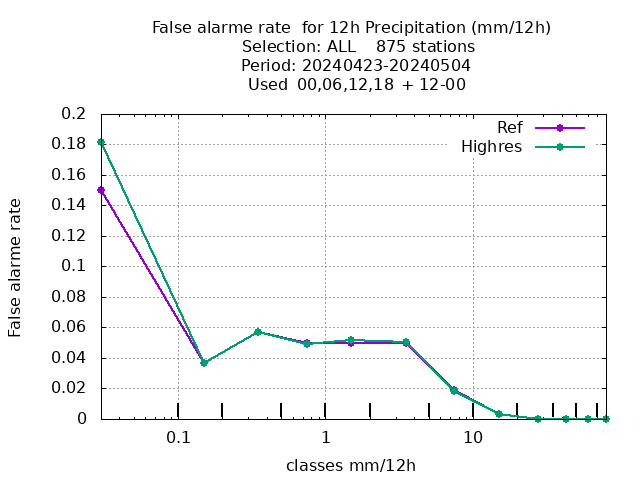 False alarme rate  for 12h Precipitation (mm/12h)
Selection: ALL    875 stations
Period: 20240423-20240504
Used  00,06,12,18  + 12-00
Ref
Highres
False alarme rate
0.2
0.18
0.16
0.14
0.12
0.1
0.08
0.06
0.04
0.02
0
0.1 1 10
classes mm/12h